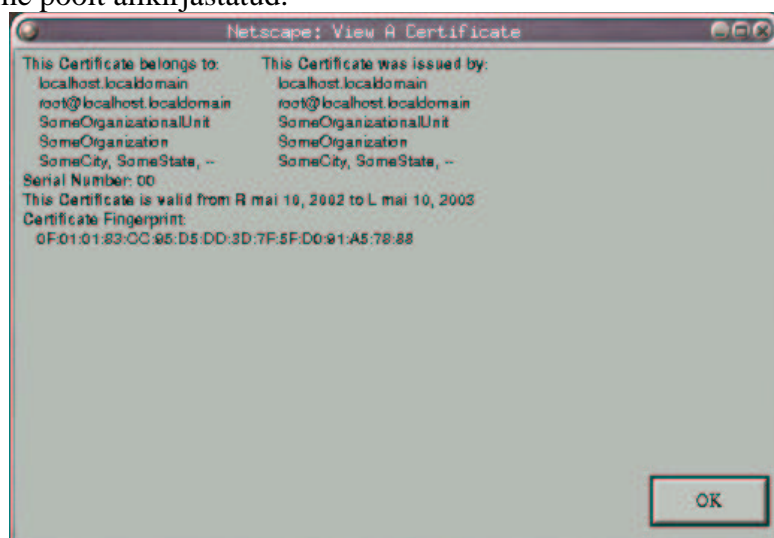 poolt allkirjastatud.
Netscape: View A Certificate
This Certificate belongs to:
localhost.localdomain
root@localhost.localdomain
SomeOrganizationalUnit
SomeOrganization
SomeCity, SomeState, --
This Certificate was issued by:
localhost.localdomain
root@localhost.localdomain
SomeOrganizationalUnit
SomeOrganization
SomeCity, SomeState, --
Serial Number: 00
This Certificate is valid from R mai 10, 2002 to L mai 10, 2003
Certificate Fingerprint:
0F:01:01:83:CC:95:D5:DD:3D:7F:5F:D0:91:A5:78:88
OK